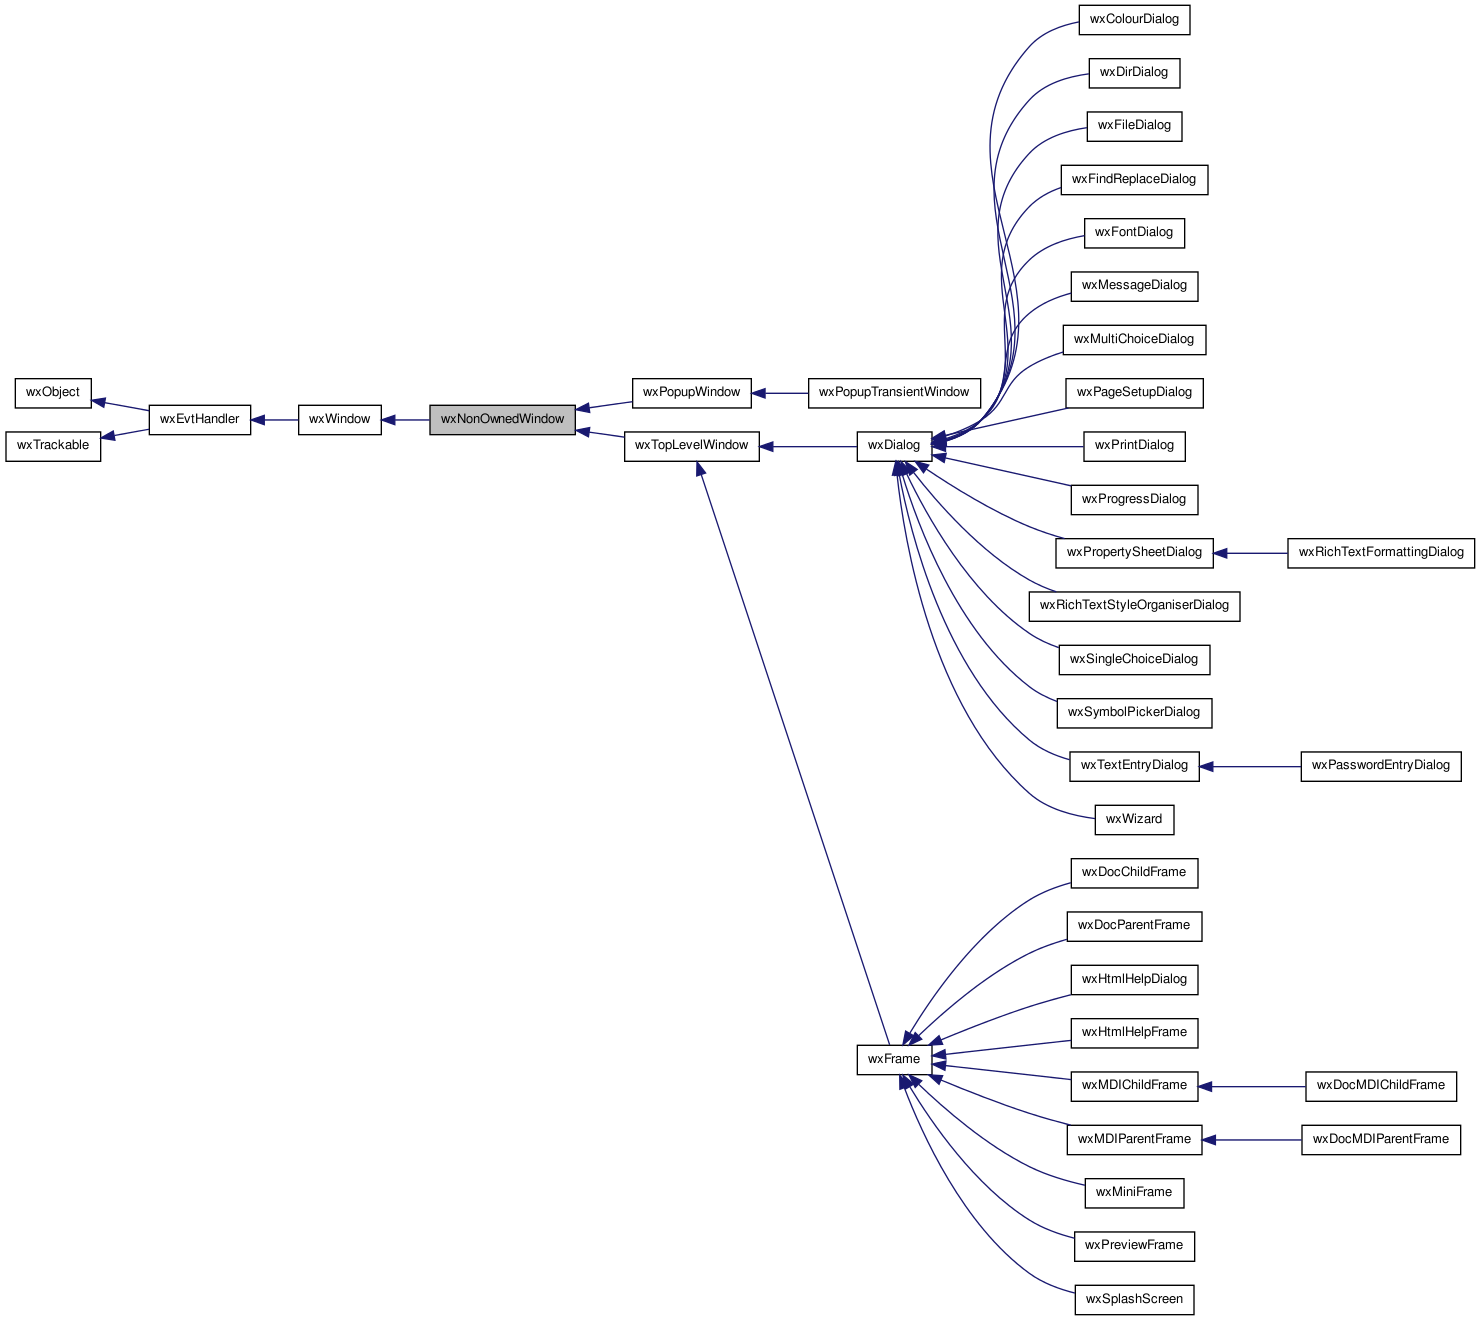 wxColourDialog
wxDirDialog
wxFileDialog
wxFindReplaceDialog
wxFontDialog
wxMessageDialog
wxMultiChoiceDialog
wxObject
wxPopupWindow
wxPopupTransientWindow
wxPageSetupDialog
wxEvtHandler
wxWindow
wxNonOwnedWindow
wxTrackable
wxTopLevelWindow
wxDialog
wxPrintDialog
wxProgressDialog
wxPropertySheetDialog
wxRichTextFormattingDialog
wxRichTextStyleOrganiserDialog
wxSingleChoiceDialog
wxSymbolPickerDialog
wxTextEntryDialog
wxPasswordEntryDialog
wxWizard
wxDocChildFrame
wxDocParentFrame
wxHtmlHelpDialog
wxHtmlHelpFrame
wxFrame
wxMDIChildFrame
wxDocMDIChildFrame
wxMDIParentFrame
wxDocMDIParentFrame
wxMiniFrame
wxPreviewFrame
wxSplashScreen